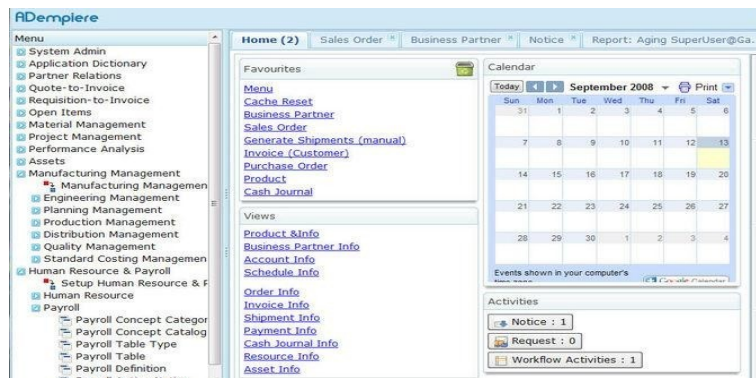 ADempiere
Menu
System Admin
Application Dictionary
Partner Relations
Quote-to-Invoice
Requisition-to-Invoice
Open Items
Material Management
Project Management
Performance Analysis
Assets
Manufacturing Management
Manufacturing Managemen
Engineering Management
Planning Management
Production Management
Distribution Management
Quality Management
Standard Costing Managemen
Human Resource & Payroll
Setup Human Resource & P
Human Resource
Payroll
Payroll Concept Categor
Payroll Concept Catalog
Payroll Table Type
Payroll Table
Payroll Definition
Home (2) Sales Order Business Partner Notice Report: Aging SuperUser@Ga.
Favourites
Menu
Cache Reset
Business Partner
Sales Order
Generate Shipments (manual)
Invoice (Customer)
Purchase Order
Product
Cash Journal
Views
Product &Info
Business Partner Info
Account Info
Schedule Info
Order Info
Invoice Info
Shipment Info
Payment Info
Cash Journal Info
Resource Info
Asset Info
Calendar
Today September 2008 Print
Sun Mon Tue Wed Thu Fri Sat
31 1 2 3 4 5 6
7 8 9 10 11 12 13
14 15 16 17 18 19 20
21 22 23 24 25 26 27
28 29 30 1 2 3 4
Events shown in your computer's
Google Calendar
Activities
Notice : 1
Request : 0
Workflow Activities : 1